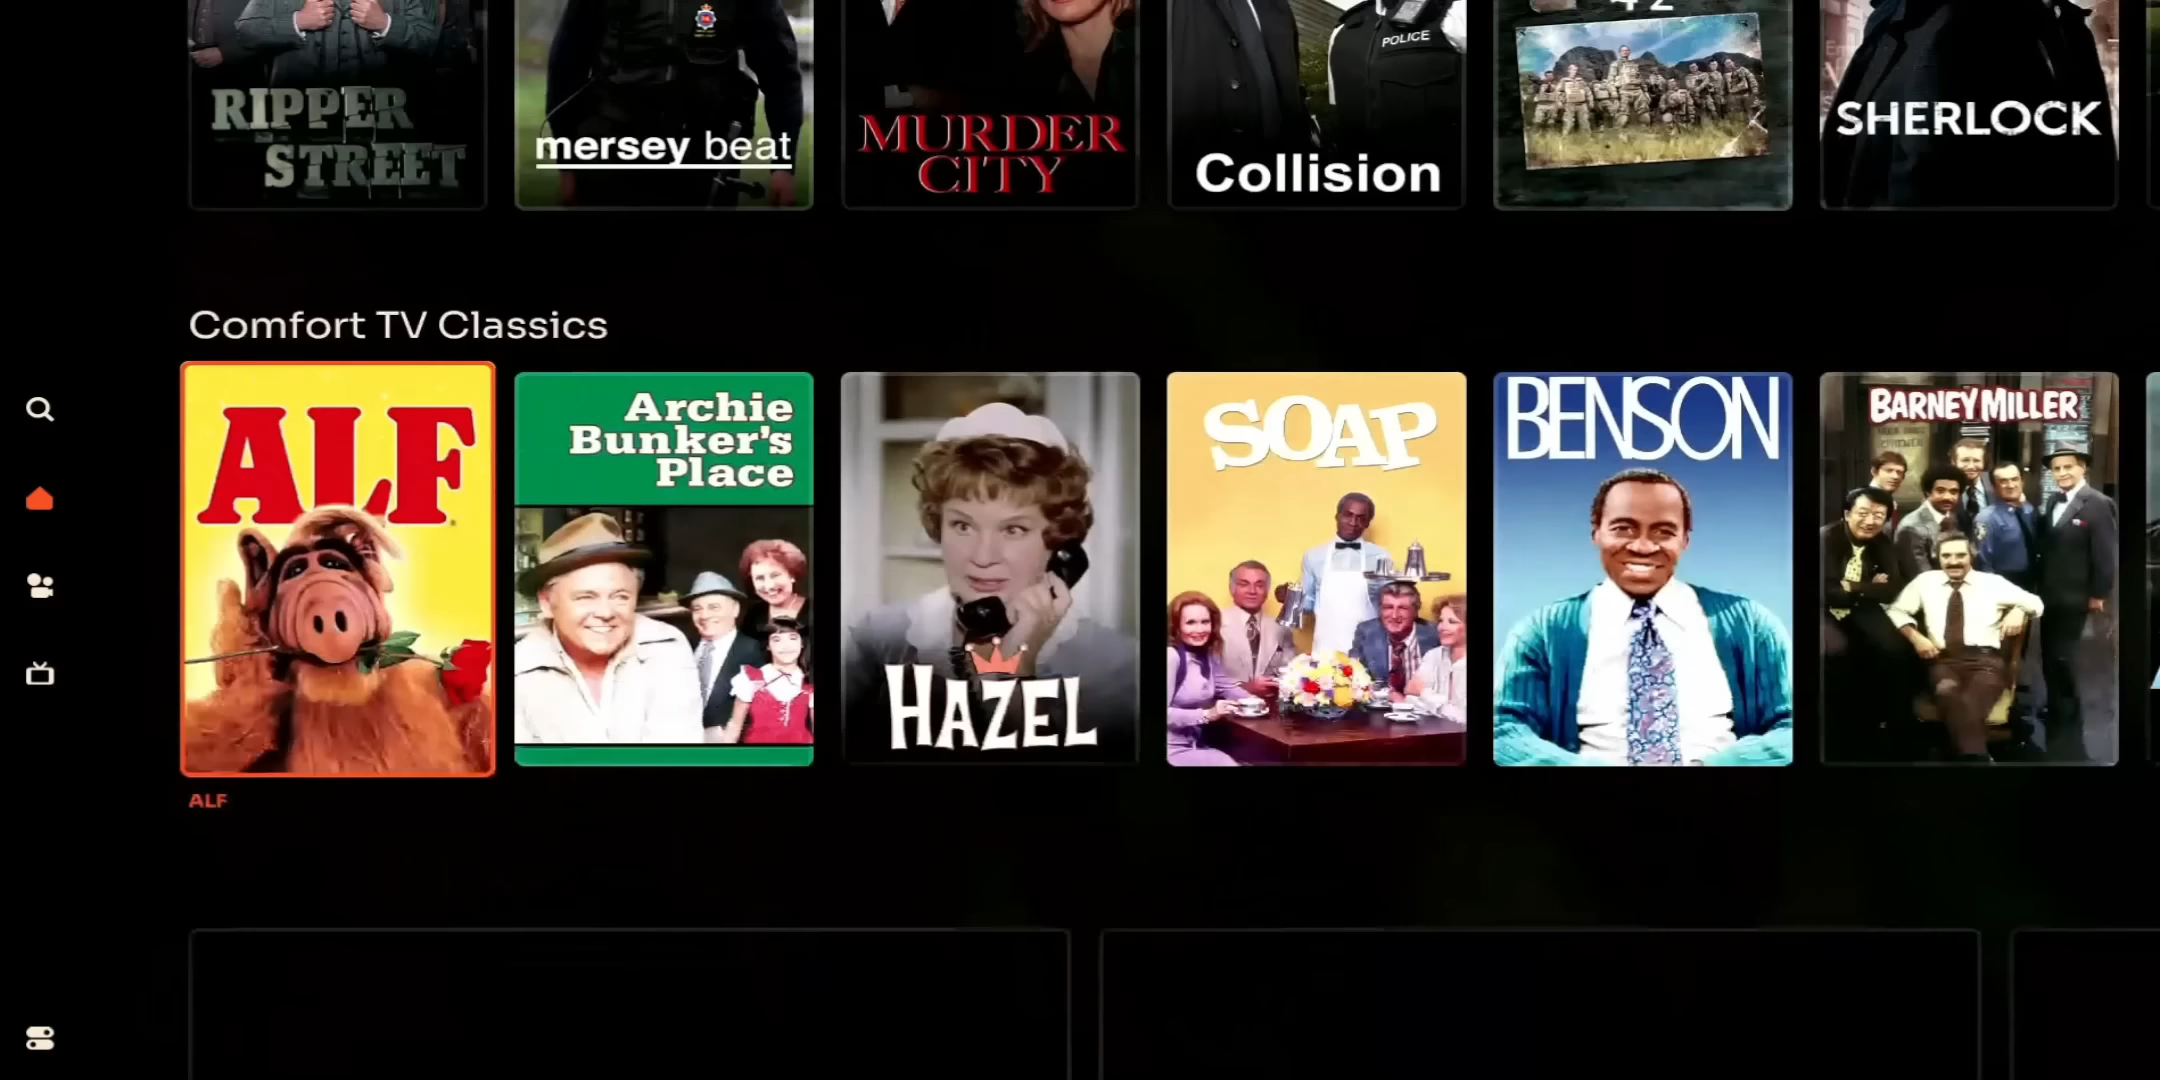 RIPPER
STREET
mersey beat
MURDER
CITY
POLICE
Collision
42
SHERLOCK
Comfort TV Classics
ALF
Archie
Bunker's
Place
HAZEL
SOAP
BENSON
BARNEY MILLER
ALF